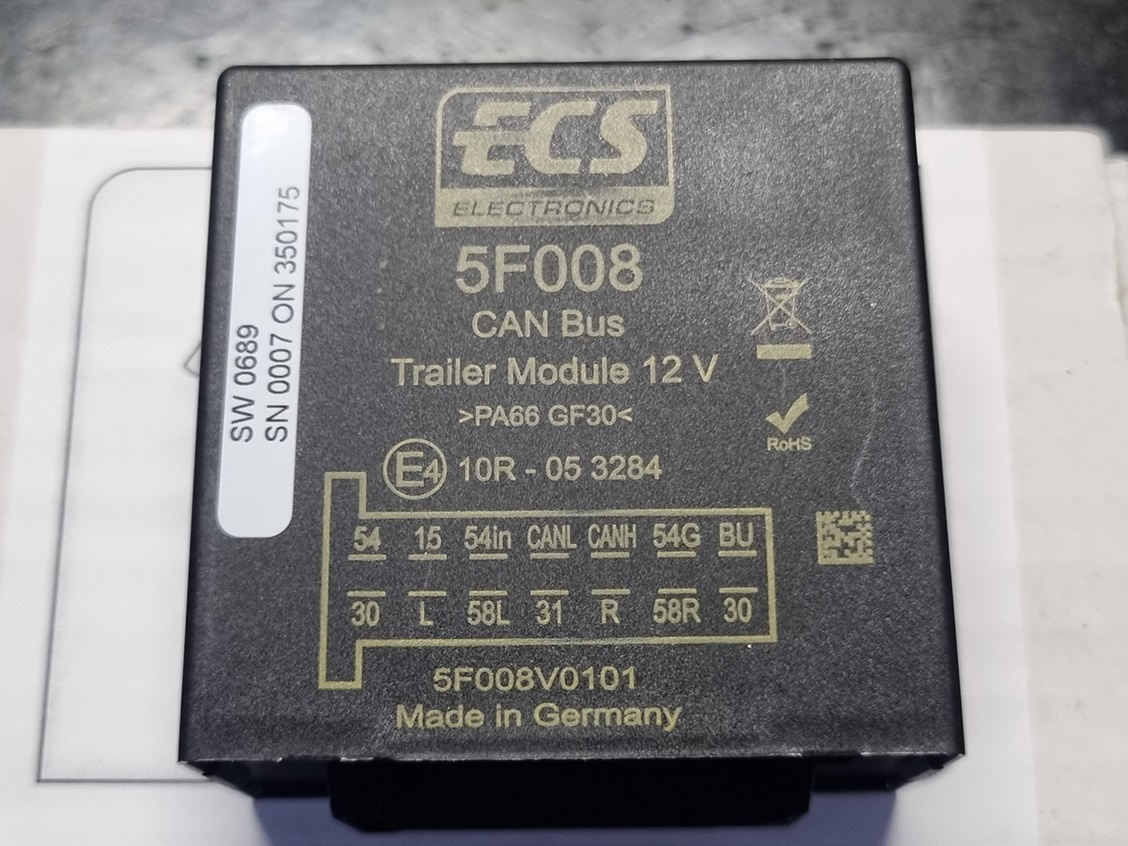 ECS
ELECTRONICS
5F008
CAN Bus
Trailer Module 12 V
>PA66 GF30<
E4 10R - 05 3284
RoHS
54 15 54in CANL CANH 54G BU
30 L 58L 31 R 58R 30
5F008V0101
Made in Germany
SW 0689
SN 0007 ON 350175